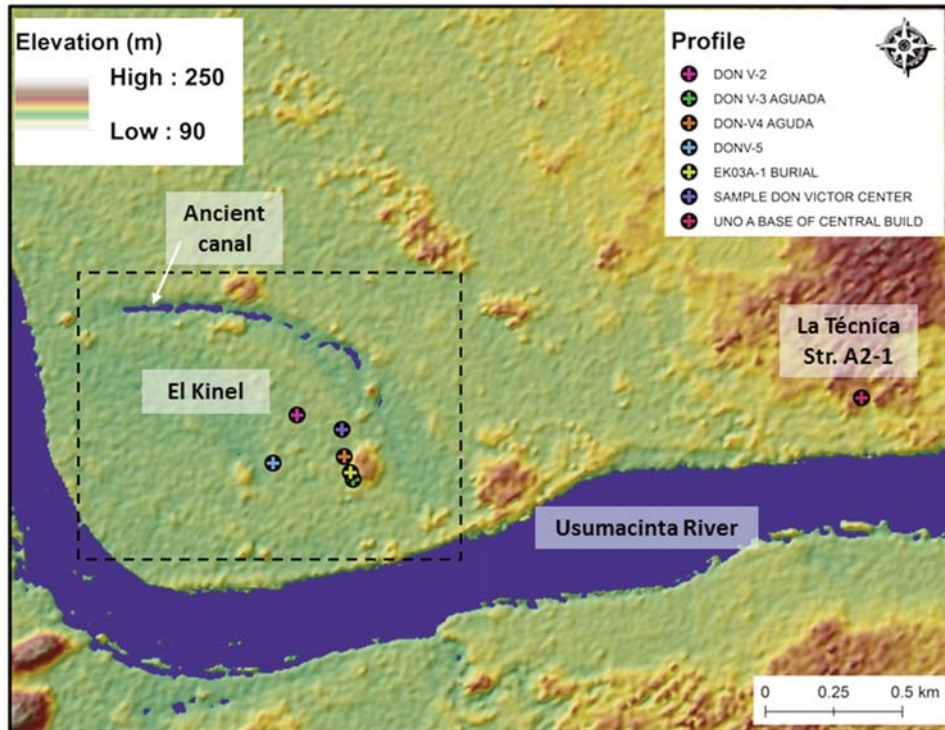 Elevation (m)
High : 250
Low : 90
Profile
DON V-2
DON V-3 AGUADA
DON-V4 AGUDA
DONV-5
EK03A-1 BURIAL
SAMPLE DON VICTOR CENTER
UNO A BASE OF CENTRAL BUILD
Ancient
canal
El Kinel
La Técnica
Str. A2-1
Usumacinta River
0 0.25 0.5 km